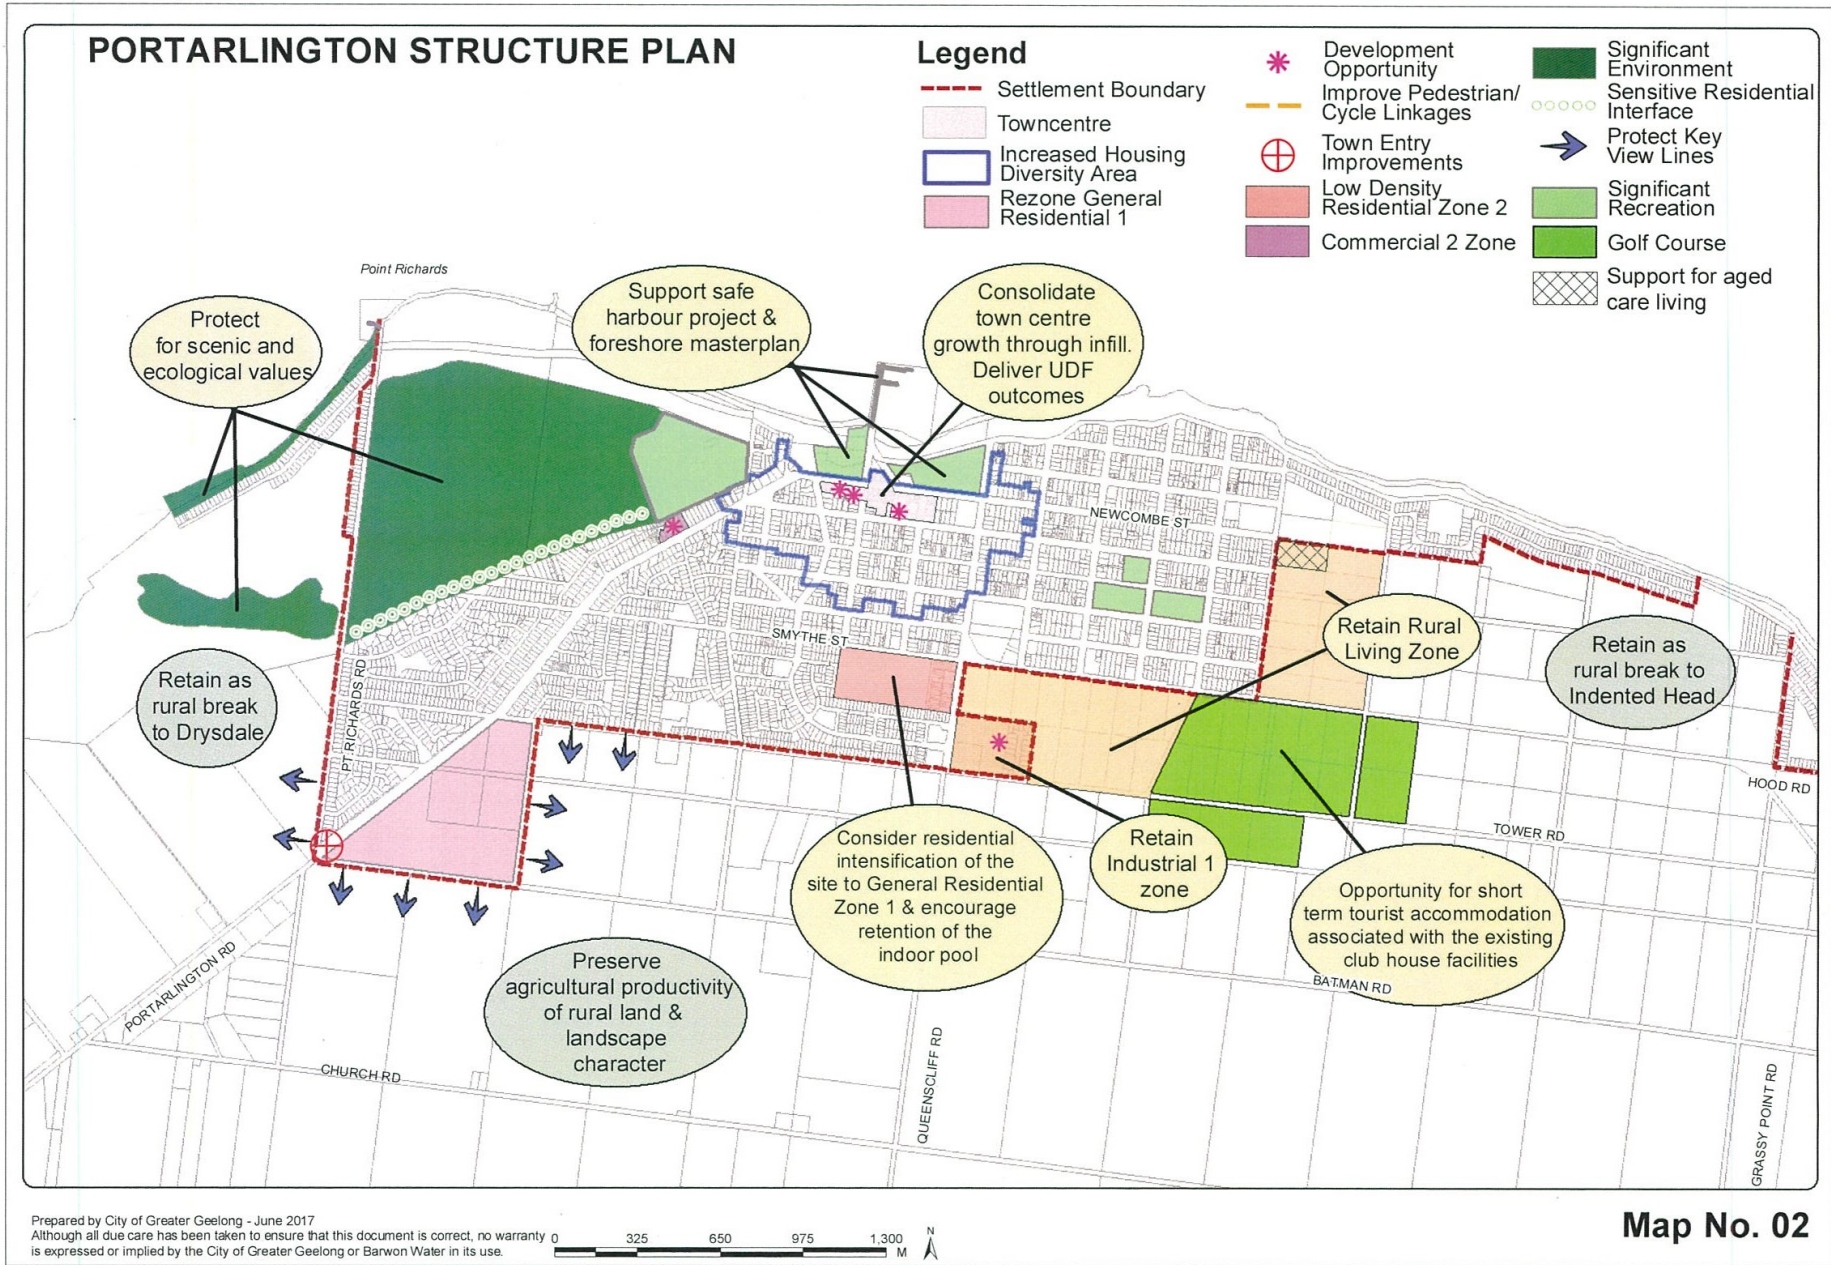 PORTARLINGTON STRUCTURE PLAN
Legend
Settlement Boundary
Towncentre
Increased Housing
Diversity Area
Rezone General
Residential 1
Development
Opportunity
Improve Pedestrian/
Cycle Linkages
Town Entry
Improvements
Low Density
Residential Zone 2
Commercial 2 Zone
Significant
Environment
Sensitive Residential
Interface
Protect Key
View Lines
Significant
Recreation
Golf Course
Support for aged
care living
Point Richards
Protect
for scenic and
ecological values
Support safe
harbour project &
foreshore masterplan
Consolidate
town centre
growth through infill.
Deliver UDF
outcomes
NEWCOMBE ST
SMYTHE ST
Retain Rural
Living Zone
Retain as
rural break to
Indented Head
Retain as
rural break
to Drysdale
PT RICHARDS RD
HOOD RD
TOWER RD
Consider residential
intensification of the
site to General Residential
Zone 1 & encourage
retention of the
indoor pool
Retain
Industrial 1
zone
Opportunity for short
term tourist accommodation
associated with the existing
club house facilities
BATMAN RD
Preserve
agricultural productivity
of rural land &
landscape
character
PORTARLINGTON RD
CHURCH RD
QUEENSCLIFF RD
GRASSY POINT RD
Prepared by City of Greater Geelong - June 2017
Although all due care has been taken to ensure that this document is correct, no warranty
is expressed or implied by the City of Greater Geelong or Barwon Water in its use.
0 325 650 975 1,300
M
N
Map No. 02